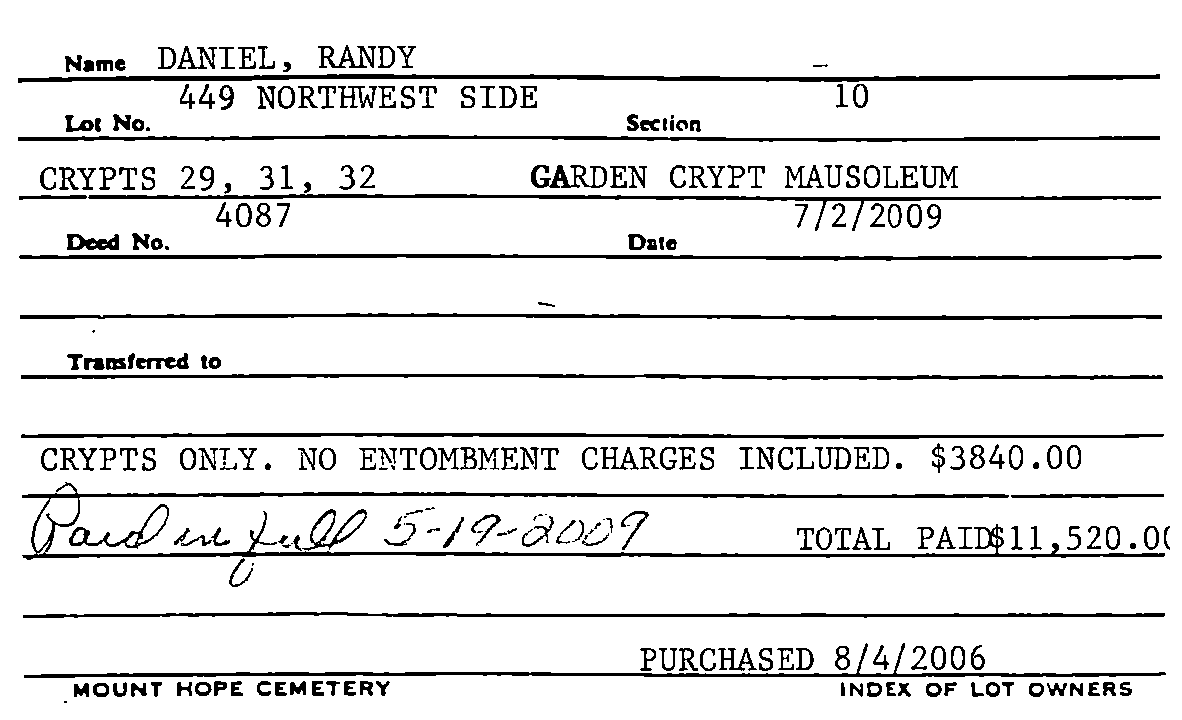 Name DANIEL, RANDY
449 NORTHWEST SIDE 10
Lot No. Section
CRYPTS 29, 31, 32 GARDEN CRYPT MAUSOLEUM
4087 7/2/2009
Deed No. Date
Transferred to
CRYPTS ONLY. NO ENTOMBMENT CHARGES INCLUDED. $3840.00
Paid in full 5-19-2009 TOTAL PAID$11,520.00
PURCHASED 8/4/2006
MOUNT HOPE CEMETERY INDEX OF LOT OWNERS